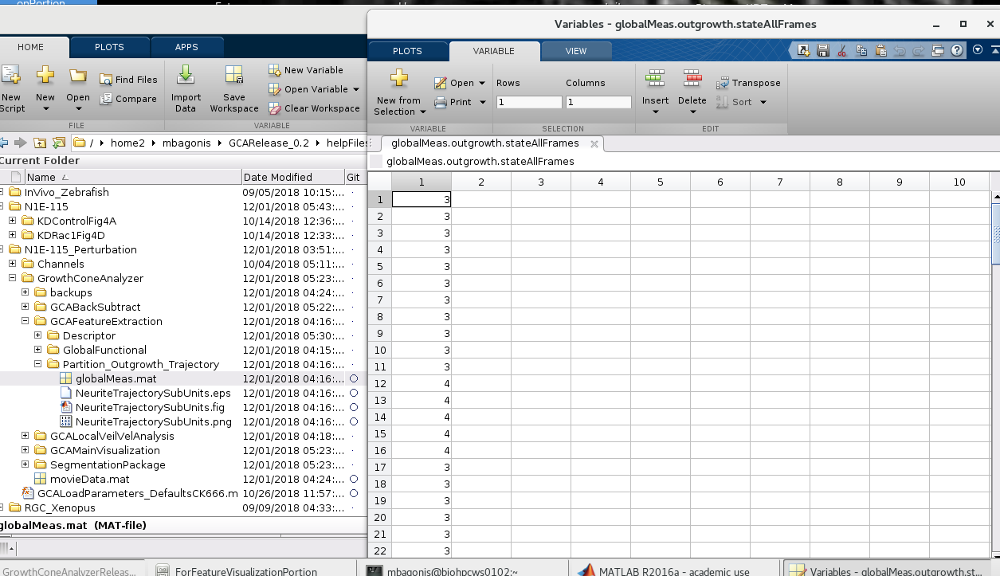 onPortion
Variables - globalMeas.outgrowth.stateAllFrames
HOME PLOTS APPS
PLOTS VARIABLE VIEW
New Script
New
Open
Find Files
Compare
Import Data
Save Workspace
New Variable
Open Variable
Clear Workspace
FILE VARIABLE
New from Selection
Open
Print
Rows Columns
1 1
Insert
Delete
Transpose
Sort
VARIABLE SELECTION EDIT
/ home2 mbagonis GCARelease_0.2 helpFiles
Current Folder
Name Date Modified Git
InVivo_Zebrafish 09/05/2018 10:15:...
N1E-115 12/01/2018 05:43:...
KDControlFig4A 10/14/2018 12:36:...
KDRac1Fig4D 10/14/2018 12:33:...
N1E-115_Perturbation 12/01/2018 03:51:...
Channels 10/04/2018 05:11:...
GrowthConeAnalyzer 12/01/2018 05:23:...
backups 12/01/2018 04:24:...
GCABackSubtract 12/01/2018 05:22:...
GCAFeatureExtraction 12/01/2018 04:16:...
Descriptor 12/01/2018 05:30:...
GlobalFunctional 12/01/2018 04:15:...
Partition_Outgrowth_Trajectory 12/01/2018 04:16:...
globalMeas.mat 12/01/2018 04:16:...
NeuriteTrajectorySubUnits.eps 12/01/2018 04:16:...
NeuriteTrajectorySubUnits.fig 12/01/2018 04:16:...
NeuriteTrajectorySubUnits.png 12/01/2018 04:16:...
GCALocalVeilVelAnalysis 12/01/2018 04:18:...
GCAMainVisualization 12/01/2018 05:23:...
SegmentationPackage 12/01/2018 05:23:...
movieData.mat 12/01/2018 04:24:...
GCALoadParameters_DefaultsCK666.m 10/26/2018 11:57:...
RGC_Xenopus 09/09/2018 04:33:...
globalMeas.mat (MAT-file)
globalMeas.outgrowth.stateAllFrames
globalMeas.outgrowth.stateAllFrames
1 2 3 4 5 6 7 8 9 10
1 3
2 3
3 3
4 3
5 3
6 3
7 3
8 3
9 3
10 3
11 3
12 4
13 4
14 4
15 4
16 4
17 3
18 3
19 3
20 3
21 3
22 3
GrowthConeAnalyzerReleas...
ForFeatureVisualizationPortion
mbagonis@biohpcws0102:~
MATLAB R2016a - academic use
Variables - globalMeas.outgrowth.st...